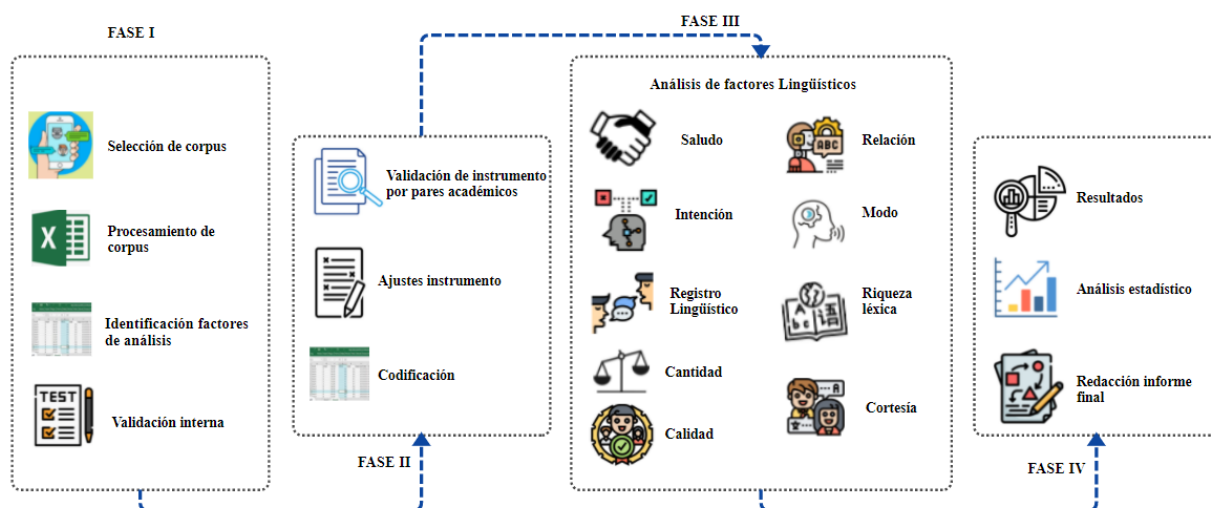 FASE I
Selección de corpus
Procesamiento de
corpus
Identificación factores
de análisis
TEST
Validación interna
FASE II
Validación de instrumento
por pares académicos
Ajustes instrumento
Codificación
FASE III
Análisis de factores Lingüísticos
Saludo
Intención
Registro
Lingüístico
Cantidad
Calidad
ABC
Relación
Modo
A
b c 语
Riqueza
léxica
A
Cortesía
FASE IV
Resultados
Análisis estadístico
Redacción informe
final